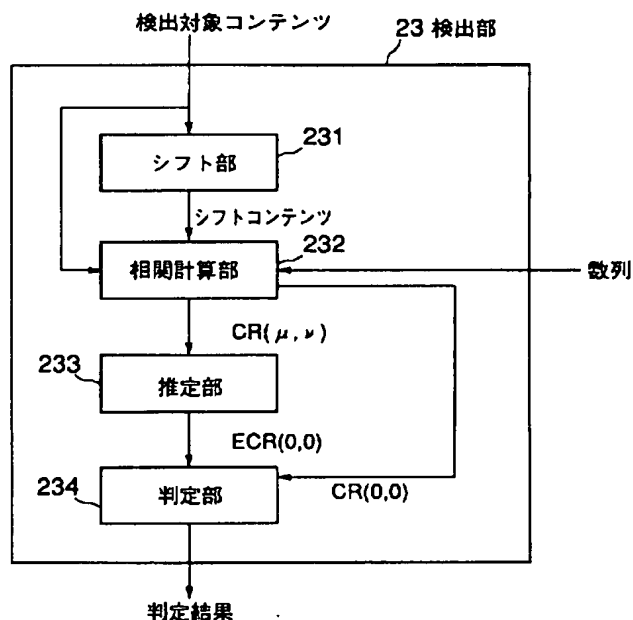 検出対象コンテンツ
23 検出部
231
シフト部
シフトコンテンツ
232
相関計算部
数列
CR(μ,ν)
233
推定部
ECR(0,0)
234
判定部
CR(0,0)
判定結果